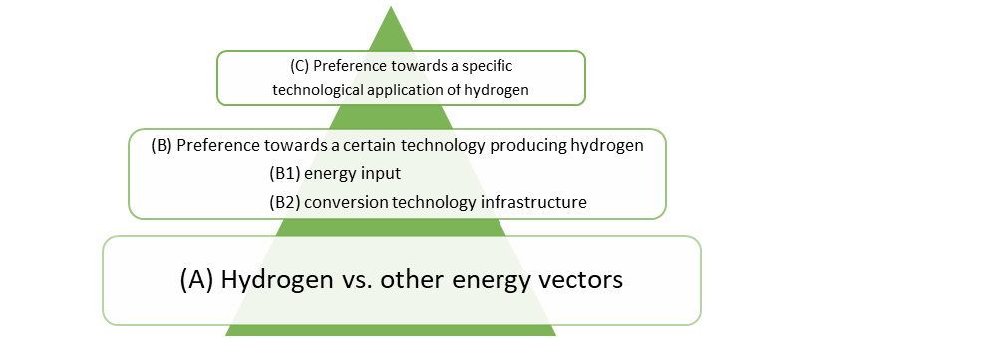 (C) Preference towards a specific
technological application of hydrogen
(B) Preference towards a certain technology producing hydrogen
(B1) energy input
(B2) conversion technology infrastructure
(A) Hydrogen vs. other energy vectors